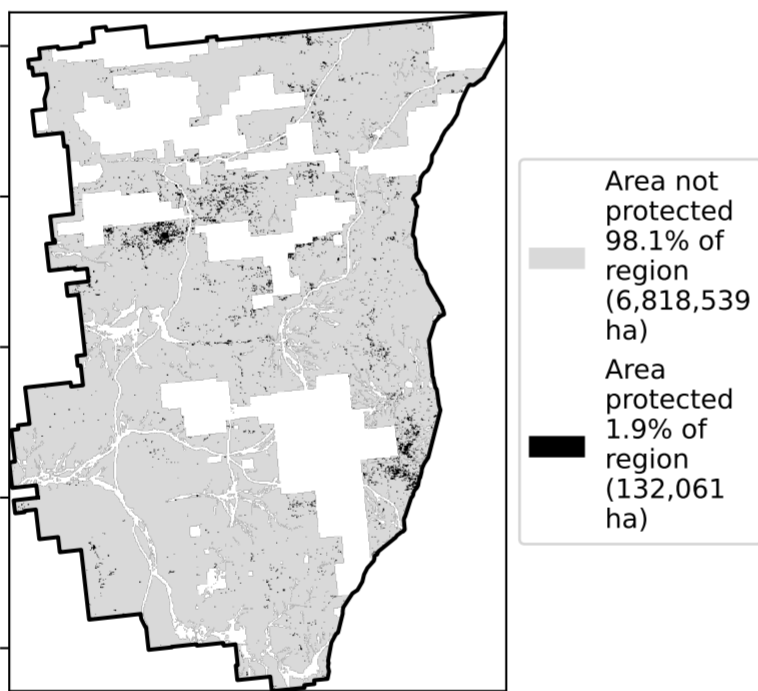 Area not
protected
98.1% of
region
(6,818,539
ha)
Area
protected
1.9% of
region
(132,061
ha)